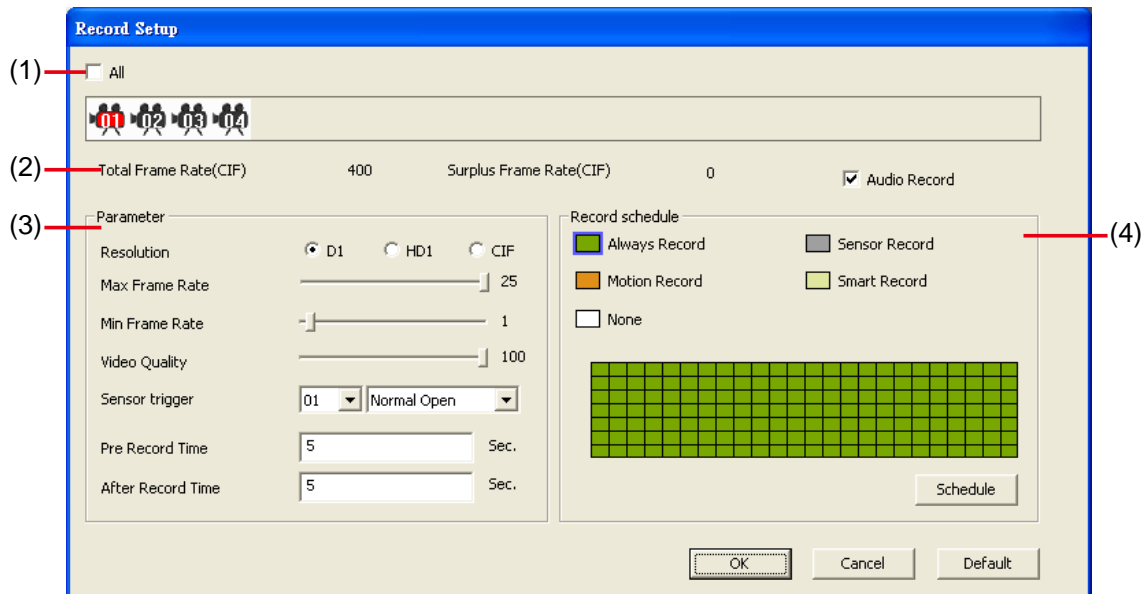 Record Setup
(1)
All
01 02 03 04
(2)
Total Frame Rate(CIF) 400 Surplus Frame Rate(CIF) 0 Audio Record
(3)
Parameter
Resolution D1 HD1 CIF
Max Frame Rate 25
Min Frame Rate 1
Video Quality 100
Sensor trigger 01 Normal Open
Pre Record Time 5 Sec.
After Record Time 5 Sec.
Record schedule
(4)
Always Record Sensor Record
Motion Record Smart Record
None
Schedule
OK Cancel Default